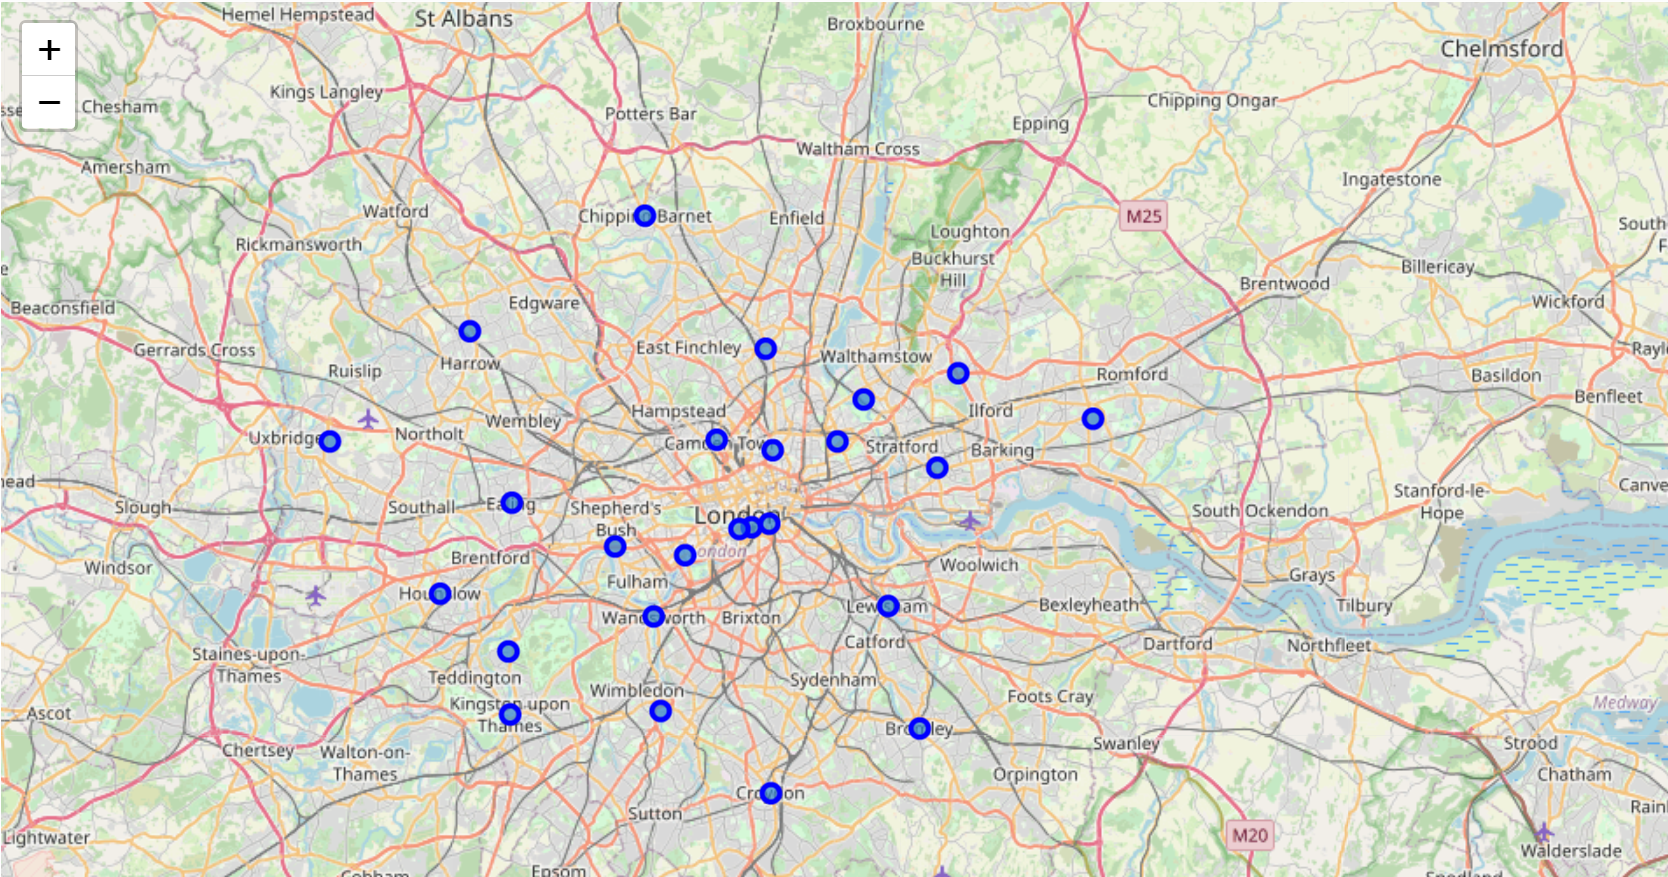 +
−
Hemel Hempstead
St Albans
Broxbourne
Chelmsford
Kings Langley
Chesham
Potters Bar
Epping
Chipping Ongar
Waltham Cross
Amersham
Ingatestone
Watford
Enfield
M25
Rickmansworth
Loughton
Buckhurst
Hill
Billericay
Brentwood
Beaconsfield
Edgware
Wickford
Gerrards Cross
East Finchley
Walthamstow
Harrow
Ruislip
Romford
Basildon
Benfleet
Hampstead
Ilford
Wembley
Northolt
Stratford
Barking
Slough
Southall
Shepherd's
Bush
London
South Ockendon
Stanford-le-
Hope
Windsor
Brentford
London
Woolwich
Grays
Fulham
Tilbury
Bexleyheath
Brixton
Catford
Dartford
Northfleet
Staines-upon-
Thames
Teddington
Sydenham
Wimbledon
Foots Cray
Thames
Medway
Ascot
Chertsey
Walton-on-
Thames
Swanley
Strood
Orpington
Chatham
Sutton
Lightwater
M20
Walderslade
Epsom